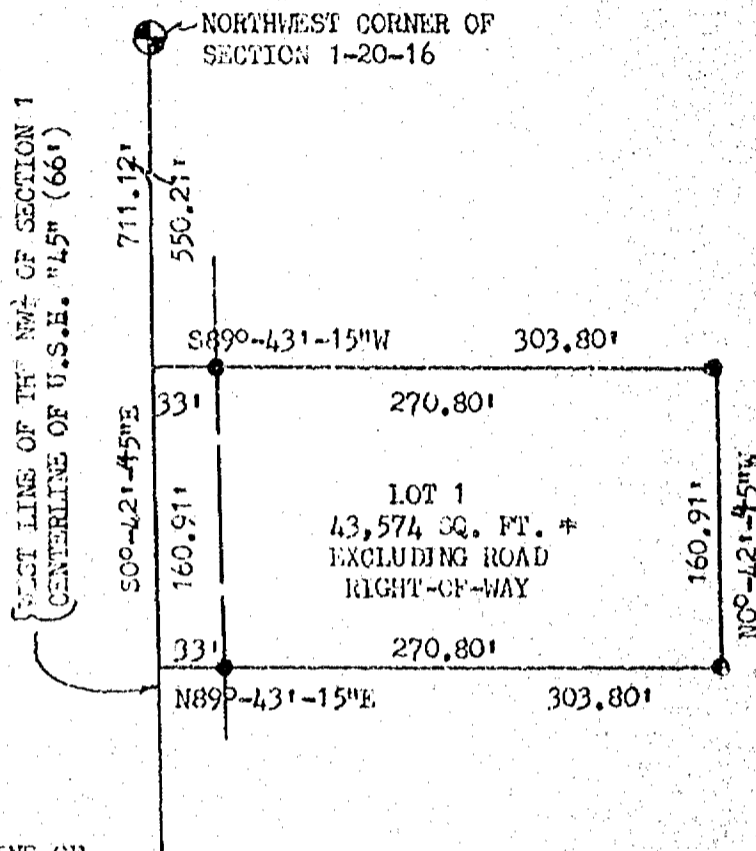 NORTHWEST CORNER OF
SECTION 1-20-16
WEST LINE OF THE NW¼ OF SECTION 1
CENTERLINE OF U.S.H. "45" (66')
711.12'
550.21'
S89°-43'-15"W 303.80'
33' 270.80'
S0°-42'-45"E
160.91'
LOT 1
43,574 SQ. FT. ±
EXCLUDING ROAD
RIGHT-OF-WAY
160.91'
N0°-42'-45"W
33' 270.80'
N89°-43'-15"E 303.80'